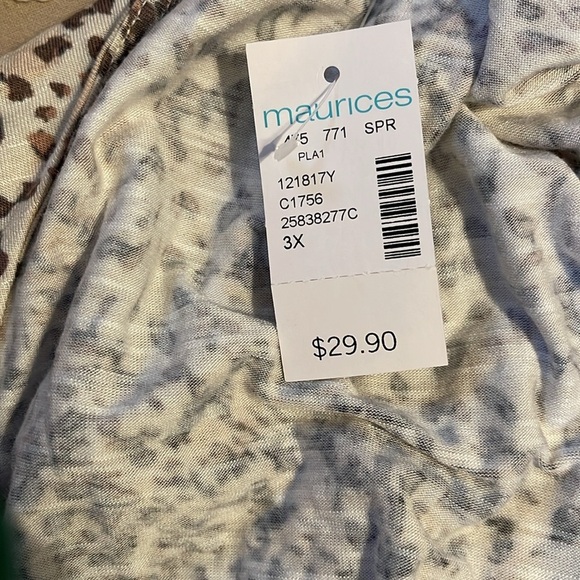 maurices
771 SPR
PLA1
121817Y
C1756
25838277C
3X
$29.90